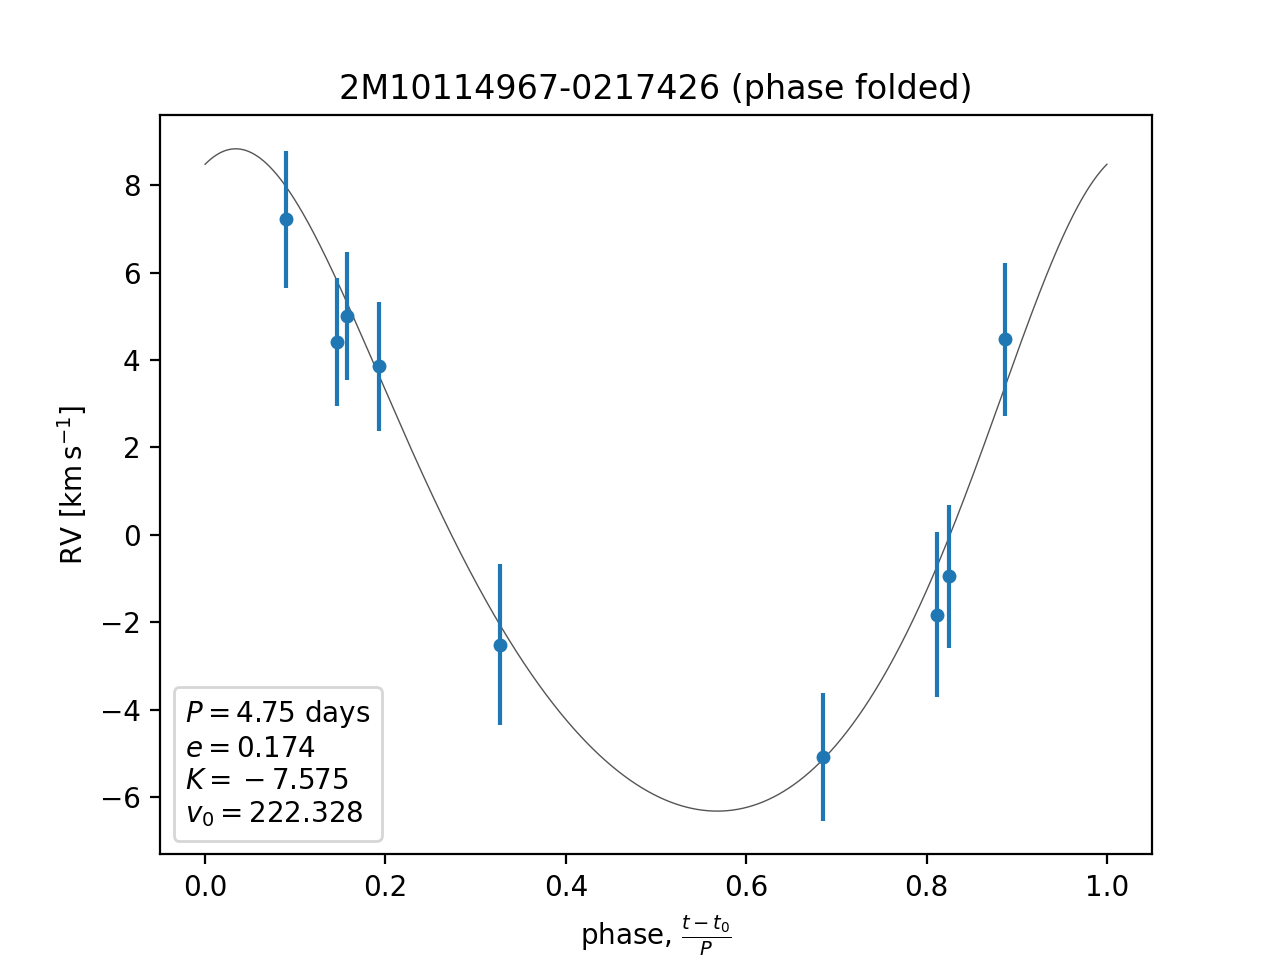 2M10114967-0217426 (phase folded)
8
6
4
2
0
−2
−4
−6
RV [km s⁻¹]
P = 4.75 days
e = 0.174
K = −7.575
v₀ = 222.328
0.0 0.2 0.4 0.6 0.8 1.0
phase, (t − t₀)/P